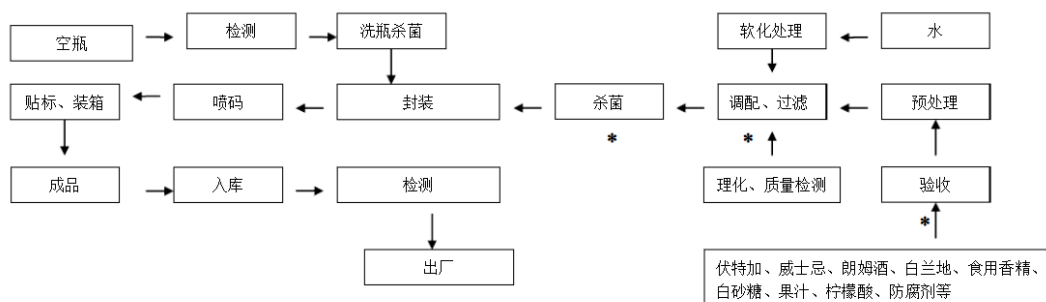 空瓶
检测
洗瓶杀菌
软化处理
水
贴标、装箱
喷码
封装
杀菌
调配、过滤
预处理
*
*
成品
入库
检测
理化、质量检测
验收
*
出厂
伏特加、威士忌、朗姆酒、白兰地、食用香精、
白砂糖、果汁、柠檬酸、防腐剂等